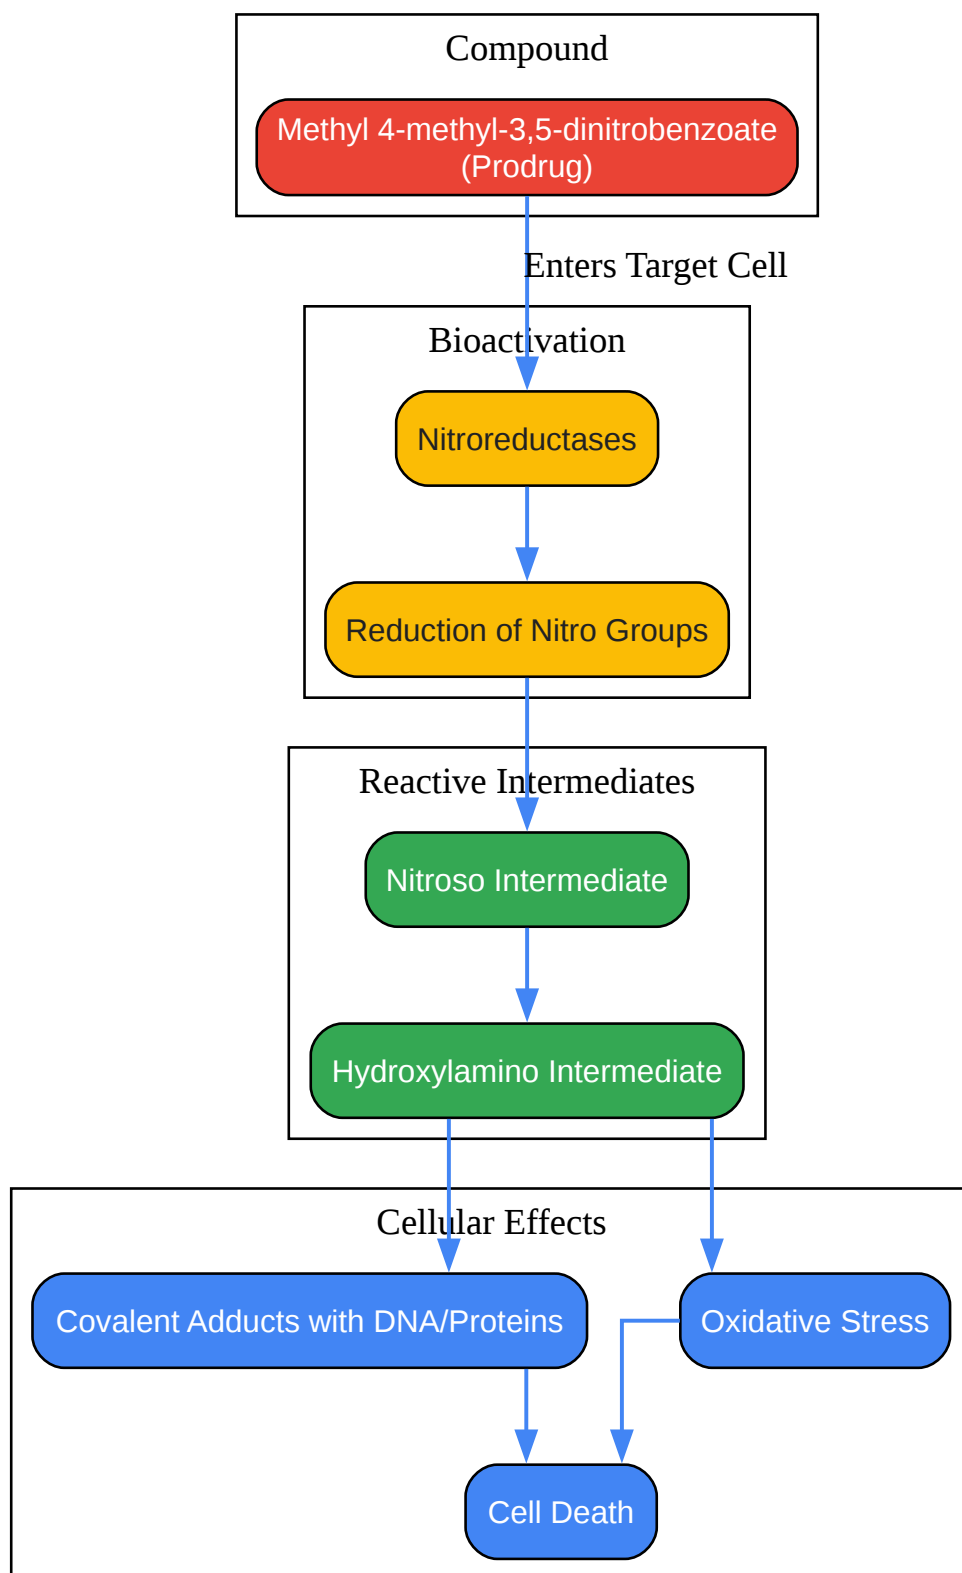 Compound
Methyl 4-methyl-3,5-dinitrobenzoate
(Prodrug)
Enters Target Cell
Bioactivation
Nitroreductases
Reduction of Nitro Groups
Reactive Intermediates
Nitroso Intermediate
Hydroxylamino Intermediate
Cellular Effects
Covalent Adducts with DNA/Proteins
Oxidative Stress
Cell Death